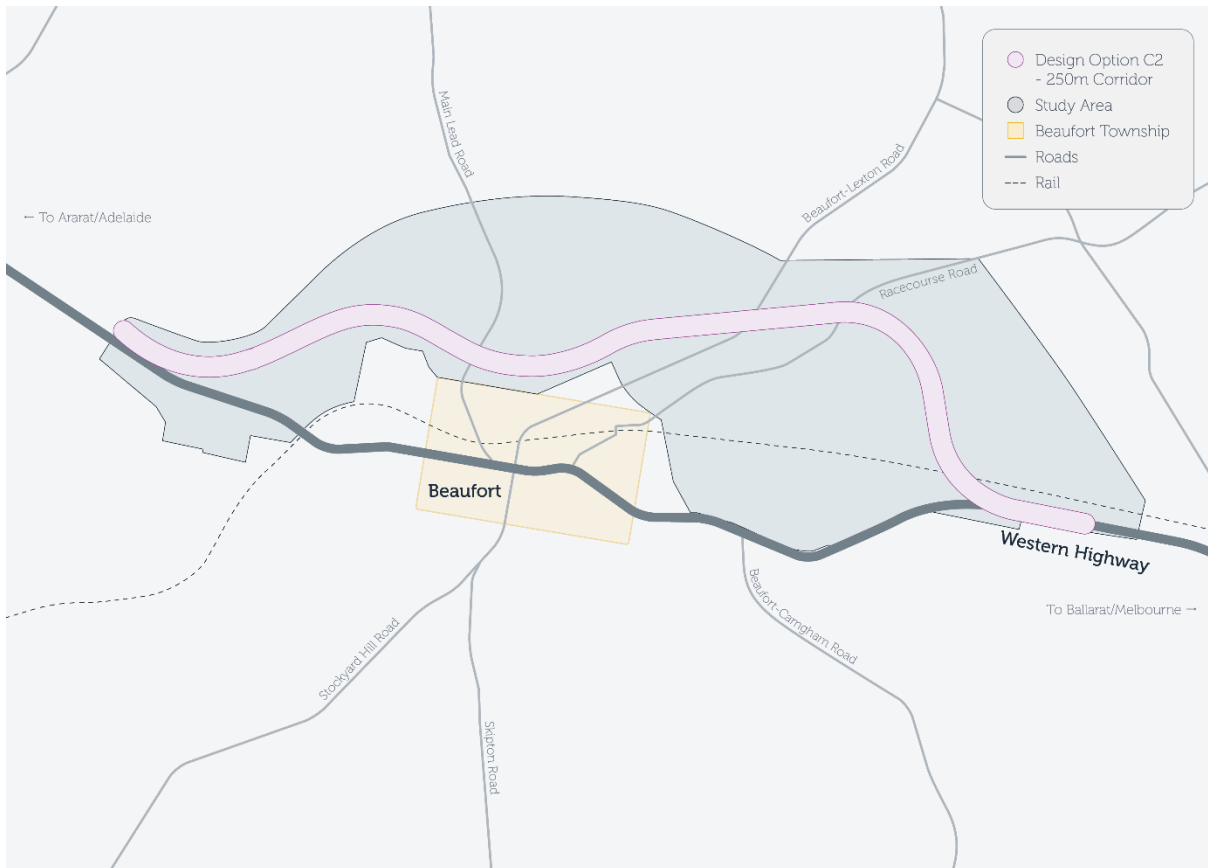 Design Option C2
- 250m Corridor
Study Area
Beaufort Township
Roads
Rail
Main Lead Road
Beaufort-Lexton Road
← To Ararat/Adelaide
Racecourse Road
Beaufort
Western Highway
To Ballarat/Melbourne →
Beaufort-Carngham Road
Stockyard Hill Road
Skipton Road